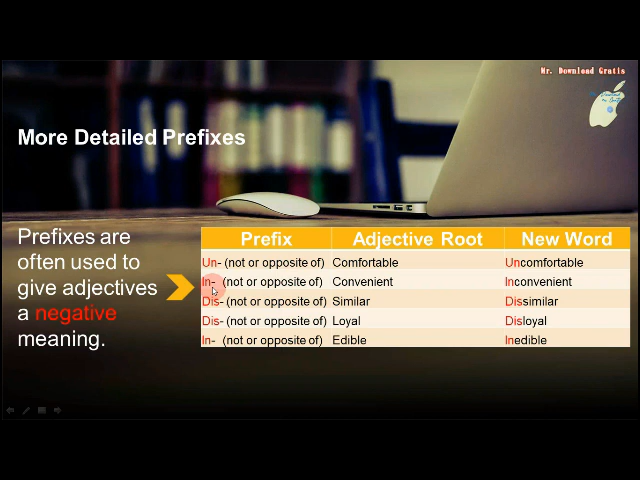 Mr. Download Gratis
More Detailed Prefixes
Prefixes are
often used to
give adjectives
a negative
meaning.
Prefix Adjective Root New Word
Un- (not or opposite of) Comfortable Uncomfortable
In- (not or opposite of) Convenient Inconvenient
Dis- (not or opposite of) Similar Dissimilar
Dis- (not or opposite of) Loyal Disloyal
In- (not or opposite of) Edible Inedible